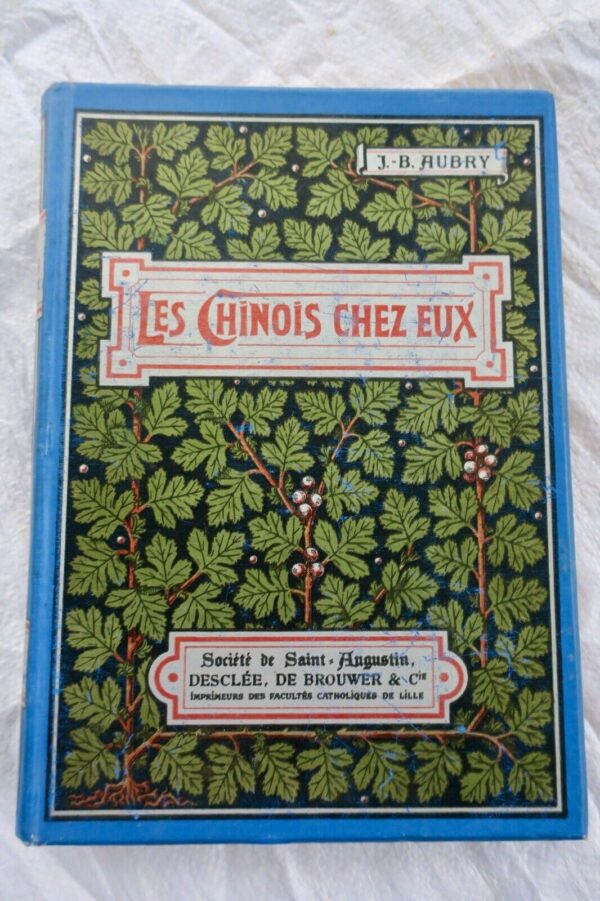 J.-B. AUBRY
LES CHINOIS CHEZ EUX
Société de Saint-Augustin,
DESCLÉE, DE BROUWER & Cie
IMPRIMEURS DES FACULTÉS CATHOLIQUES DE LILLE